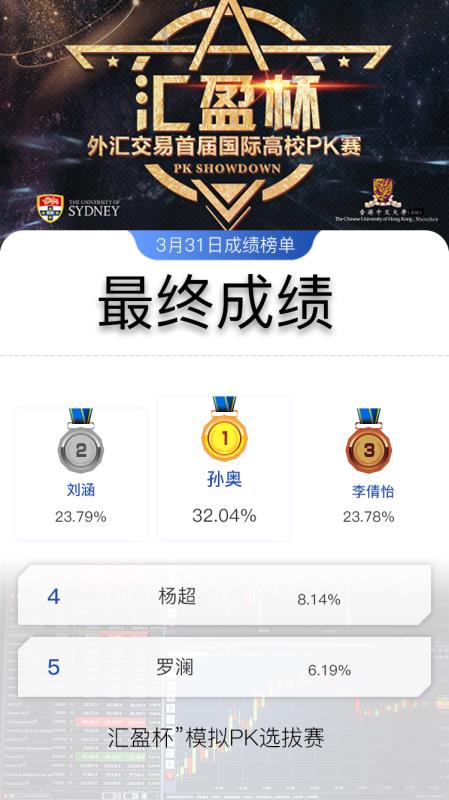 汇盈杯
外汇交易首届国际高校PK赛
PK SHOWDOWN
THE UNIVERSITY OF
SYDNEY
香港中文大學(深圳)
The Chinese University of Hong Kong, Shenzhen
3月31日成绩榜单
最终成绩
2
刘涵
23.79%
1
孙奥
32.04%
3
李倩怡
23.78%
4 杨超 8.14%
5 罗澜 6.19%
汇盈杯”模拟PK选拔赛